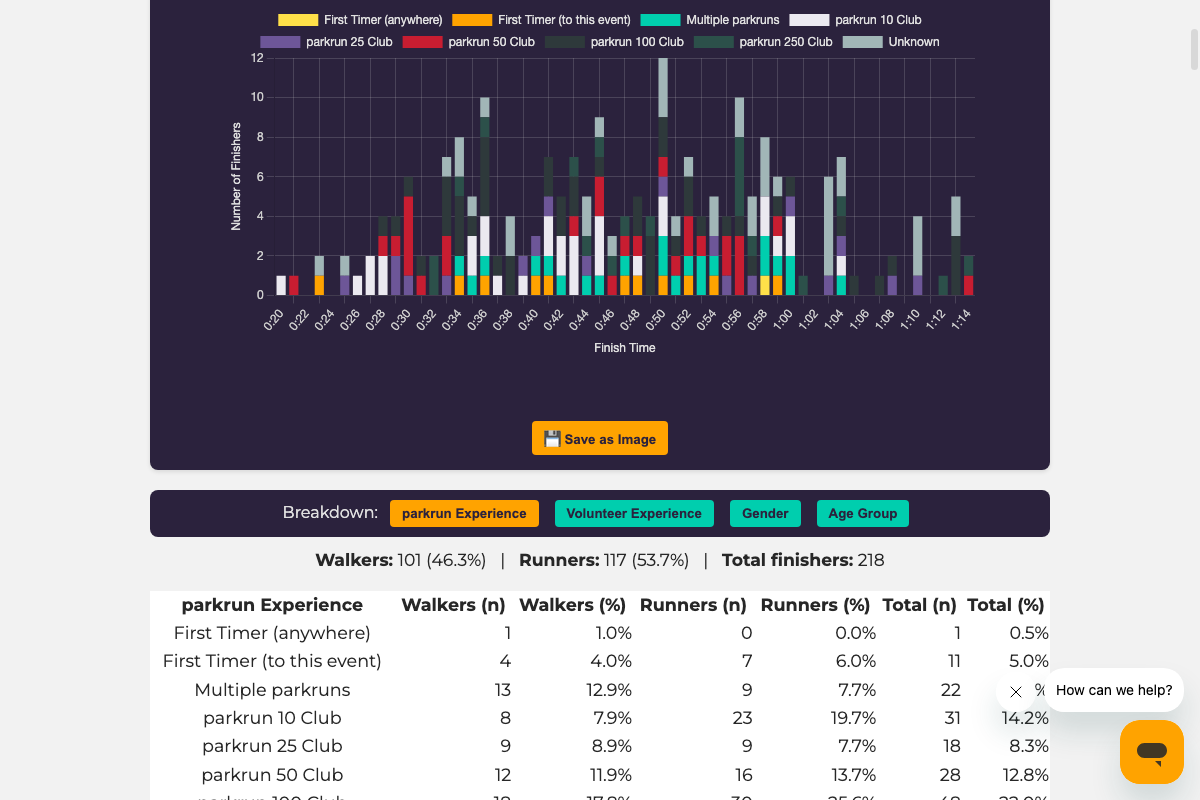 First Timer (anywhere) First Timer (to this event) Multiple parkruns parkrun 10 Club
parkrun 25 Club parkrun 50 Club parkrun 100 Club parkrun 250 Club Unknown
12
10
8
6
4
2
0
Number of Finishers
0:20 0:22 0:24 0:26 0:28 0:30 0:32 0:34 0:36 0:38 0:40 0:42 0:44 0:46 0:48 0:50 0:52 0:54 0:56 0:58 1:00 1:02 1:04 1:06 1:08 1:10 1:12 1:14
Finish Time
💾 Save as Image
Breakdown: parkrun Experience Volunteer Experience Gender Age Group
Walkers: 101 (46.3%) | Runners: 117 (53.7%) | Total finishers: 218
parkrun Experience Walkers (n) Walkers (%) Runners (n) Runners (%) Total (n) Total (%)
First Timer (anywhere) 1 1.0% 0 0.0% 1 0.5%
First Timer (to this event) 4 4.0% 7 6.0% 11 5.0%
Multiple parkruns 13 12.9% 9 7.7% 22 %
How can we help?
parkrun 10 Club 8 7.9% 23 19.7% 31 14.2%
parkrun 25 Club 9 8.9% 9 7.7% 18 8.3%
parkrun 50 Club 12 11.9% 16 13.7% 28 12.8%
parkrun 100 Club